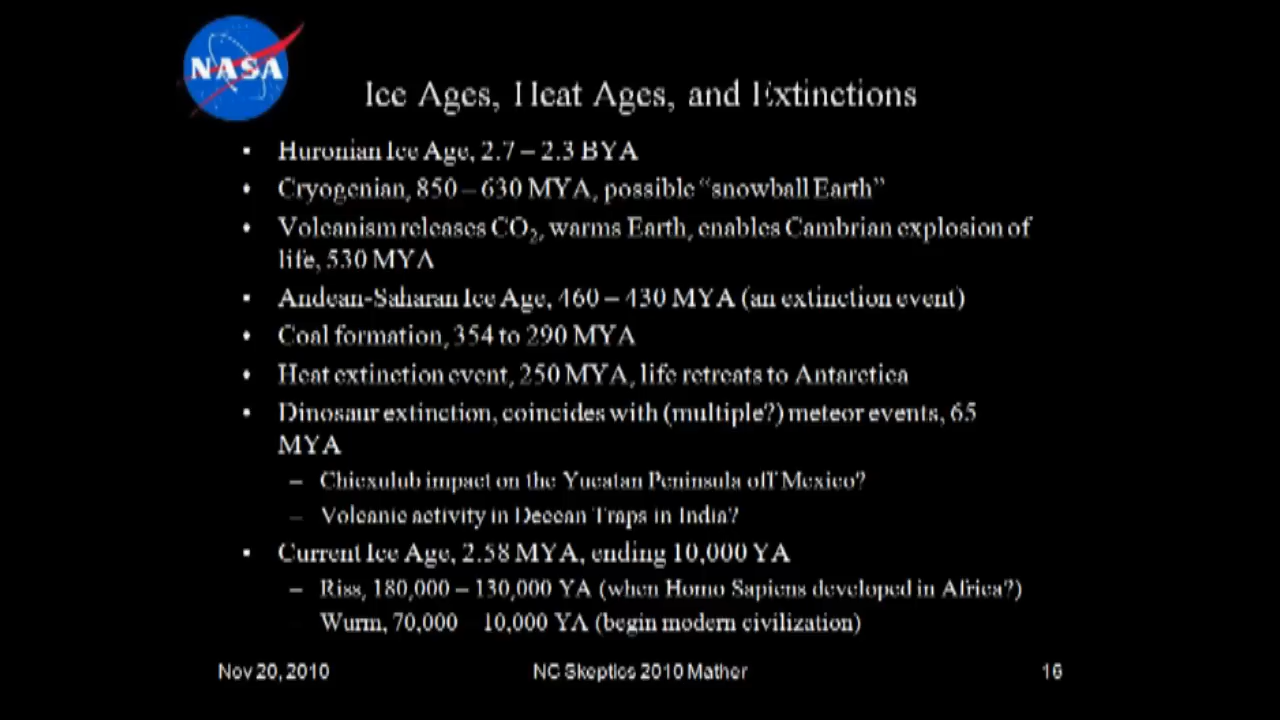 NASA
Ice Ages, Heat Ages, and Extinctions
• Huronian Ice Age, 2.7 – 2.3 BYA
• Cryogenian, 850 – 630 MYA, possible “snowball Earth”
• Volcanism releases CO₂, warms Earth, enables Cambrian explosion of
life, 530 MYA
• Andean-Saharan Ice Age, 460 – 430 MYA (an extinction event)
• Coal formation, 354 to 290 MYA
• Heat extinction event, 250 MYA, life retreats to Antarctica
• Dinosaur extinction, coincides with (multiple?) meteor events, 65
MYA
– Chicxulub impact on the Yucatan Peninsula off Mexico?
– Volcanic activity in Deccan Traps in India?
• Current Ice Age, 2.58 MYA, ending 10,000 YA
– Riss, 180,000 – 130,000 YA (when Homo Sapiens developed in Africa?)
– Wurm, 70,000 – 10,000 YA (begin modern civilization)
Nov 20, 2010 NC Skeptics 2010 Mather 16